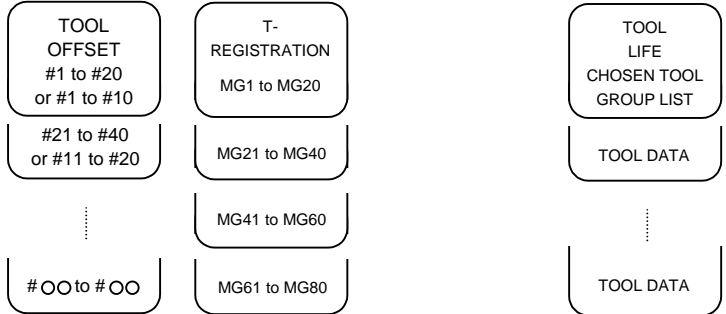 TOOL
OFFSET
#1 to #20
or #1 to #10
#21 to #40
or #11 to #20
# ○○ to # ○○
T-
REGISTRATION
MG1 to MG20
MG21 to MG40
MG41 to MG60
MG61 to MG80
TOOL
LIFE
CHOSEN TOOL
GROUP LIST
TOOL DATA
TOOL DATA